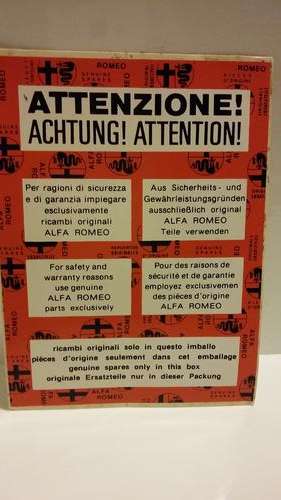 ATTENZIONE!
ACHTUNG! ATTENTION!
Per ragioni di sicurezza
e di garanzia impiegare
esclusivamente
ricambi originali
ALFA ROMEO
Aus Sicherheits - und
Gewährleistungsgründen
ausschließlich original
ALFA ROMEO
Teile verwenden
For safety and
warranty reasons
use genuine
ALFA ROMEO
parts exclusively
Pour des raisons de
sécurité et de garantie
employez exclusivemen
des pièces d'origine
ALFA ROMEO
ricambi originali solo in questo imballo
pièces d'origine seulement dans cet emballage
genuine spares only in this box
originale Ersatzteile nur in dieser Packung